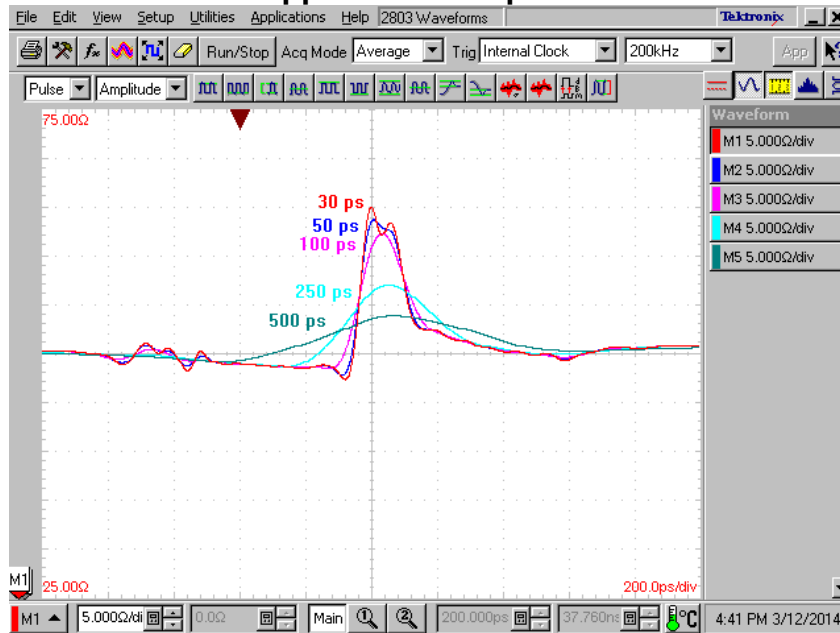 File Edit View Setup Utilities Applications Help 2803 Waveforms Tektronix
Run/Stop Acq Mode Average Trig Internal Clock 200kHz App
Pulse Amplitude
75.00Ω
Waveform
M1 5.000Ω/div
M2 5.000Ω/div
M3 5.000Ω/div
M4 5.000Ω/div
M5 5.000Ω/div
30 ps
50 ps
100 ps
250 ps
500 ps
M1
25.00Ω 200.0ps/div
M1 5.000Ω/di 0.0Ω Main 200.000ps 37.760ns °C 4:41 PM 3/12/2014